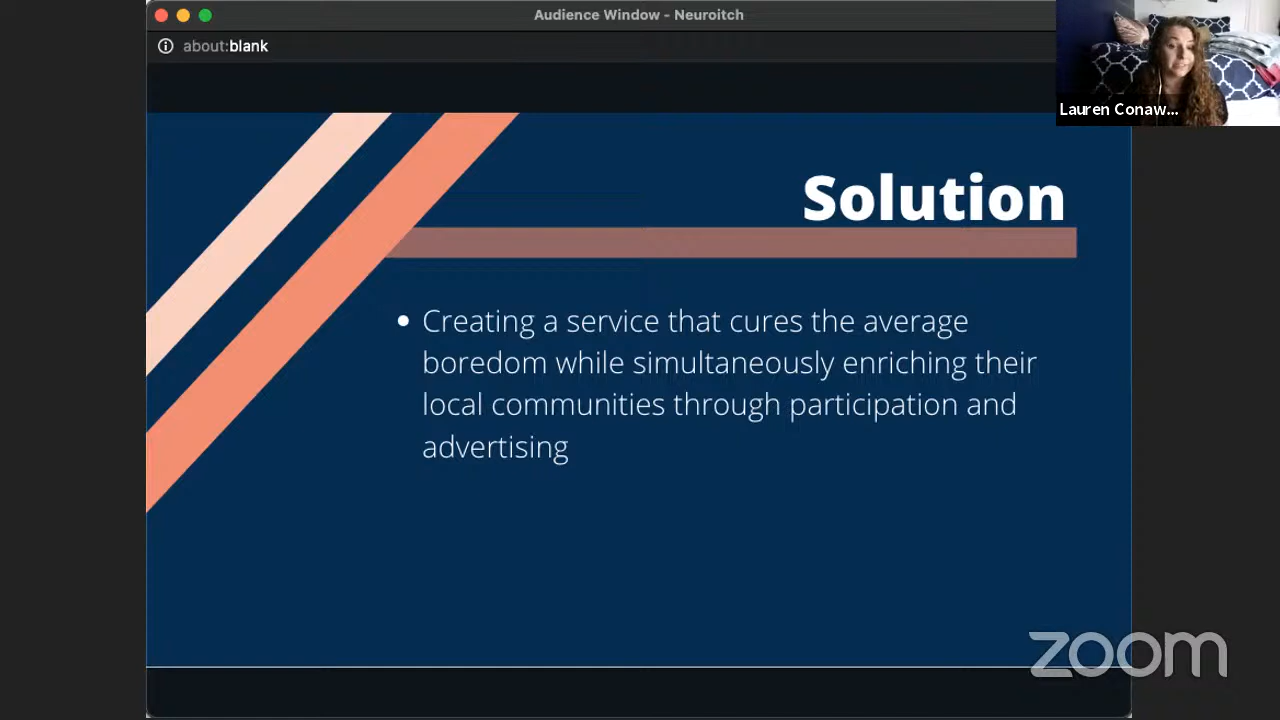 Audience Window - Neuroitch
about:blank
Lauren Conaw...
Solution
• Creating a service that cures the average
boredom while simultaneously enriching their
local communities through participation and
advertising
zoom